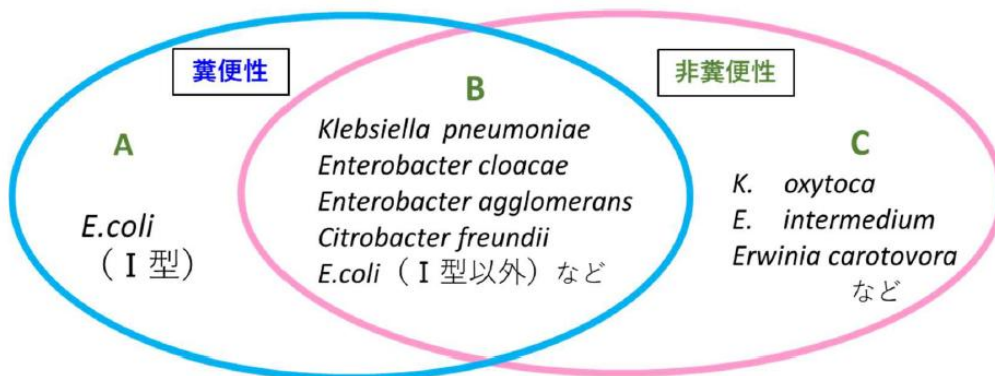 糞便性
非糞便性
A
E.coli
（Ⅰ型）
B
Klebsiella pneumoniae
Enterobacter cloacae
Enterobacter agglomerans
Citrobacter freundii
E.coli（Ⅰ型以外）など
C
K. oxytoca
E. intermedium
Erwinia carotovora
など